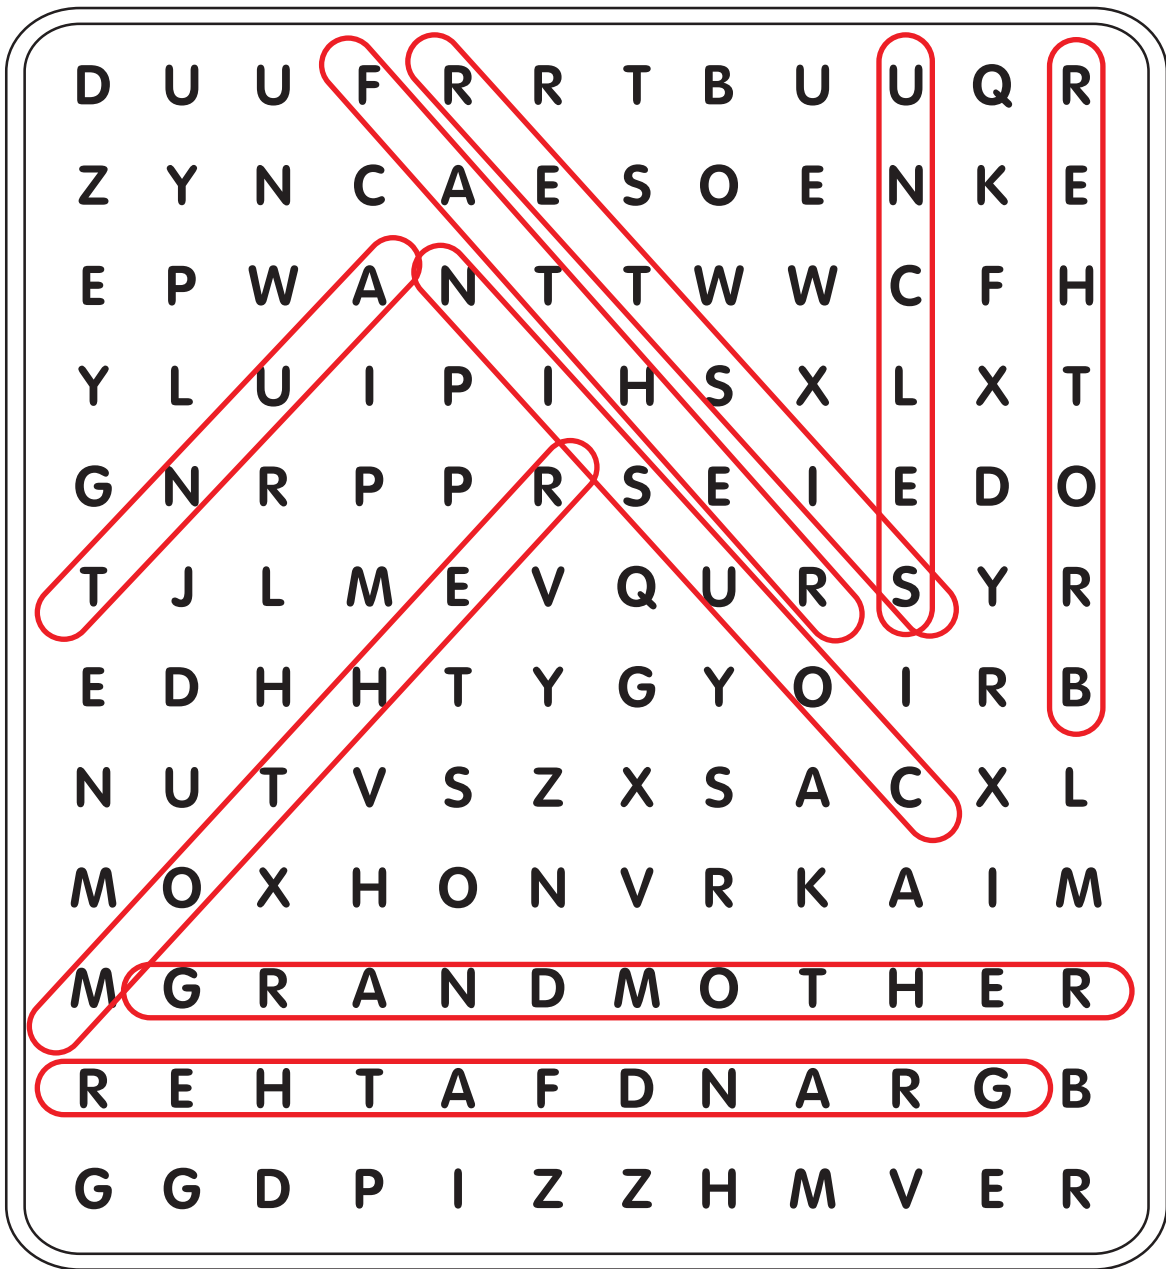 D U U F R R T B U U Q R
Z Y N C A E S O E N K E
E P W A N T T W W C F H
Y L U I P I H S X L X T
G N R P P R S E I E D O
T J L M E V Q U R S Y R
E D H H T Y G Y O I R B
N U T V S Z X S A C X L
M O X H O N V R K A I M
M G R A N D M O T H E R
R E H T A F D N A R G B
G G D P I Z Z H M V E R